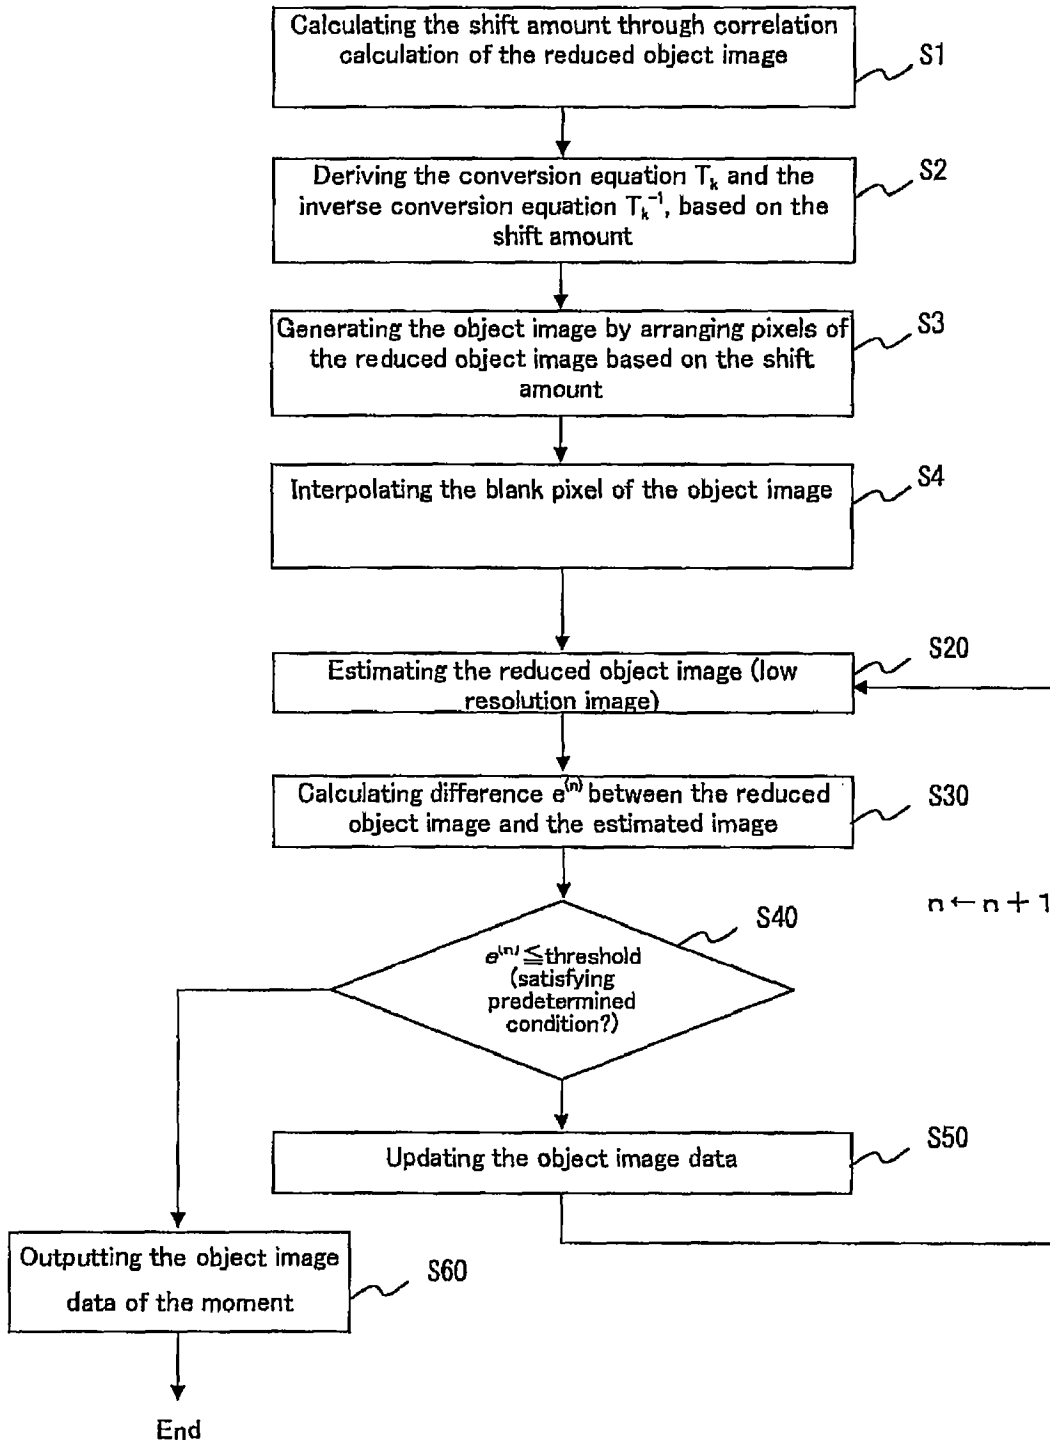 Calculating the shift amount through correlation
calculation of the reduced object image
S1
Deriving the conversion equation Tₖ and the
inverse conversion equation Tₖ⁻¹, based on the
shift amount
S2
Generating the object image by arranging pixels of
the reduced object image based on the shift
amount
S3
Interpolating the blank pixel of the object image
S4
Estimating the reduced object image (low
resolution image)
S20
Calculating difference e⁽ⁿ⁾ between the reduced
object image and the estimated image
S30
n ← n + 1
S40
e⁽ⁿ⁾ ≦ threshold
(satisfying
predetermined
condition?)
Updating the object image data
S50
Outputting the object image
data of the moment
S60
End